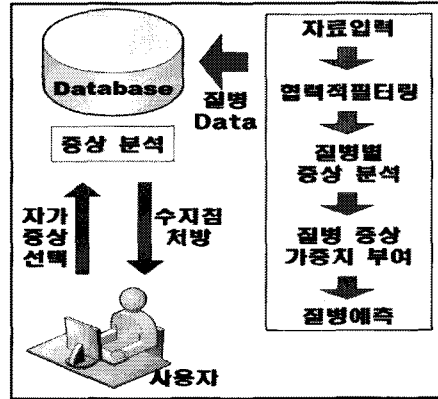 Database
증상 분석
질병
Data
자가
증상
선택
수지침
처방
사용자
자료입력
협력적필터링
질병별
증상 분석
질병 증상
가중치 부여
질병예측